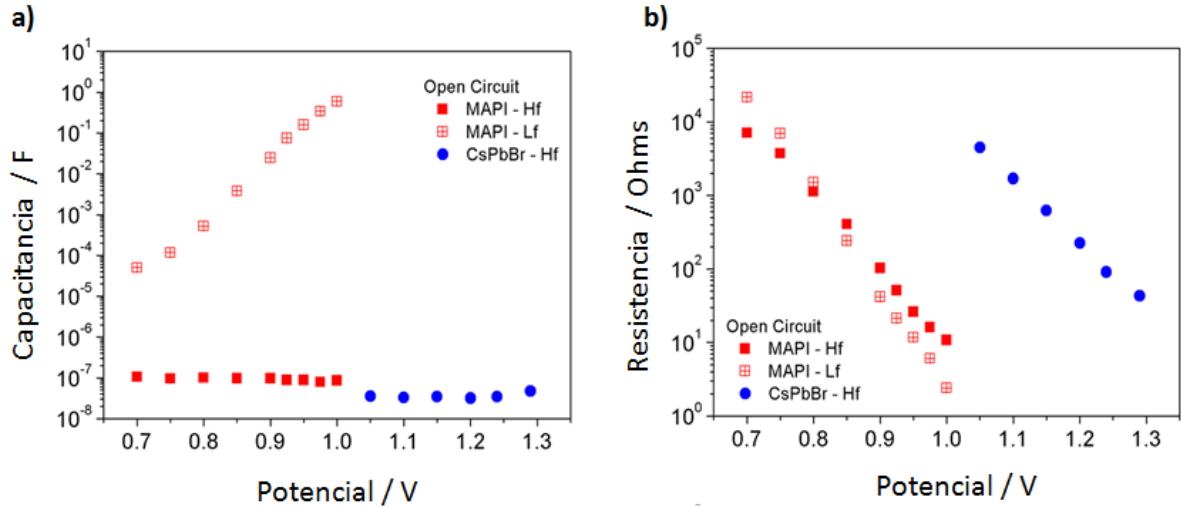 a)
Capacitancia / F
10^1
10^0
10^-1
10^-2
10^-3
10^-4
10^-5
10^-6
10^-7
10^-8
Open Circuit
MAPI - Hf
MAPI - Lf
CsPbBr - Hf
0.7 0.8 0.9 1.0 1.1 1.2 1.3
Potencial / V
b)
Resistencia / Ohms
10^5
10^4
10^3
10^2
10^1
10^0
Open Circuit
MAPI - Hf
MAPI - Lf
CsPbBr - Hf
0.7 0.8 0.9 1.0 1.1 1.2 1.3
Potencial / V